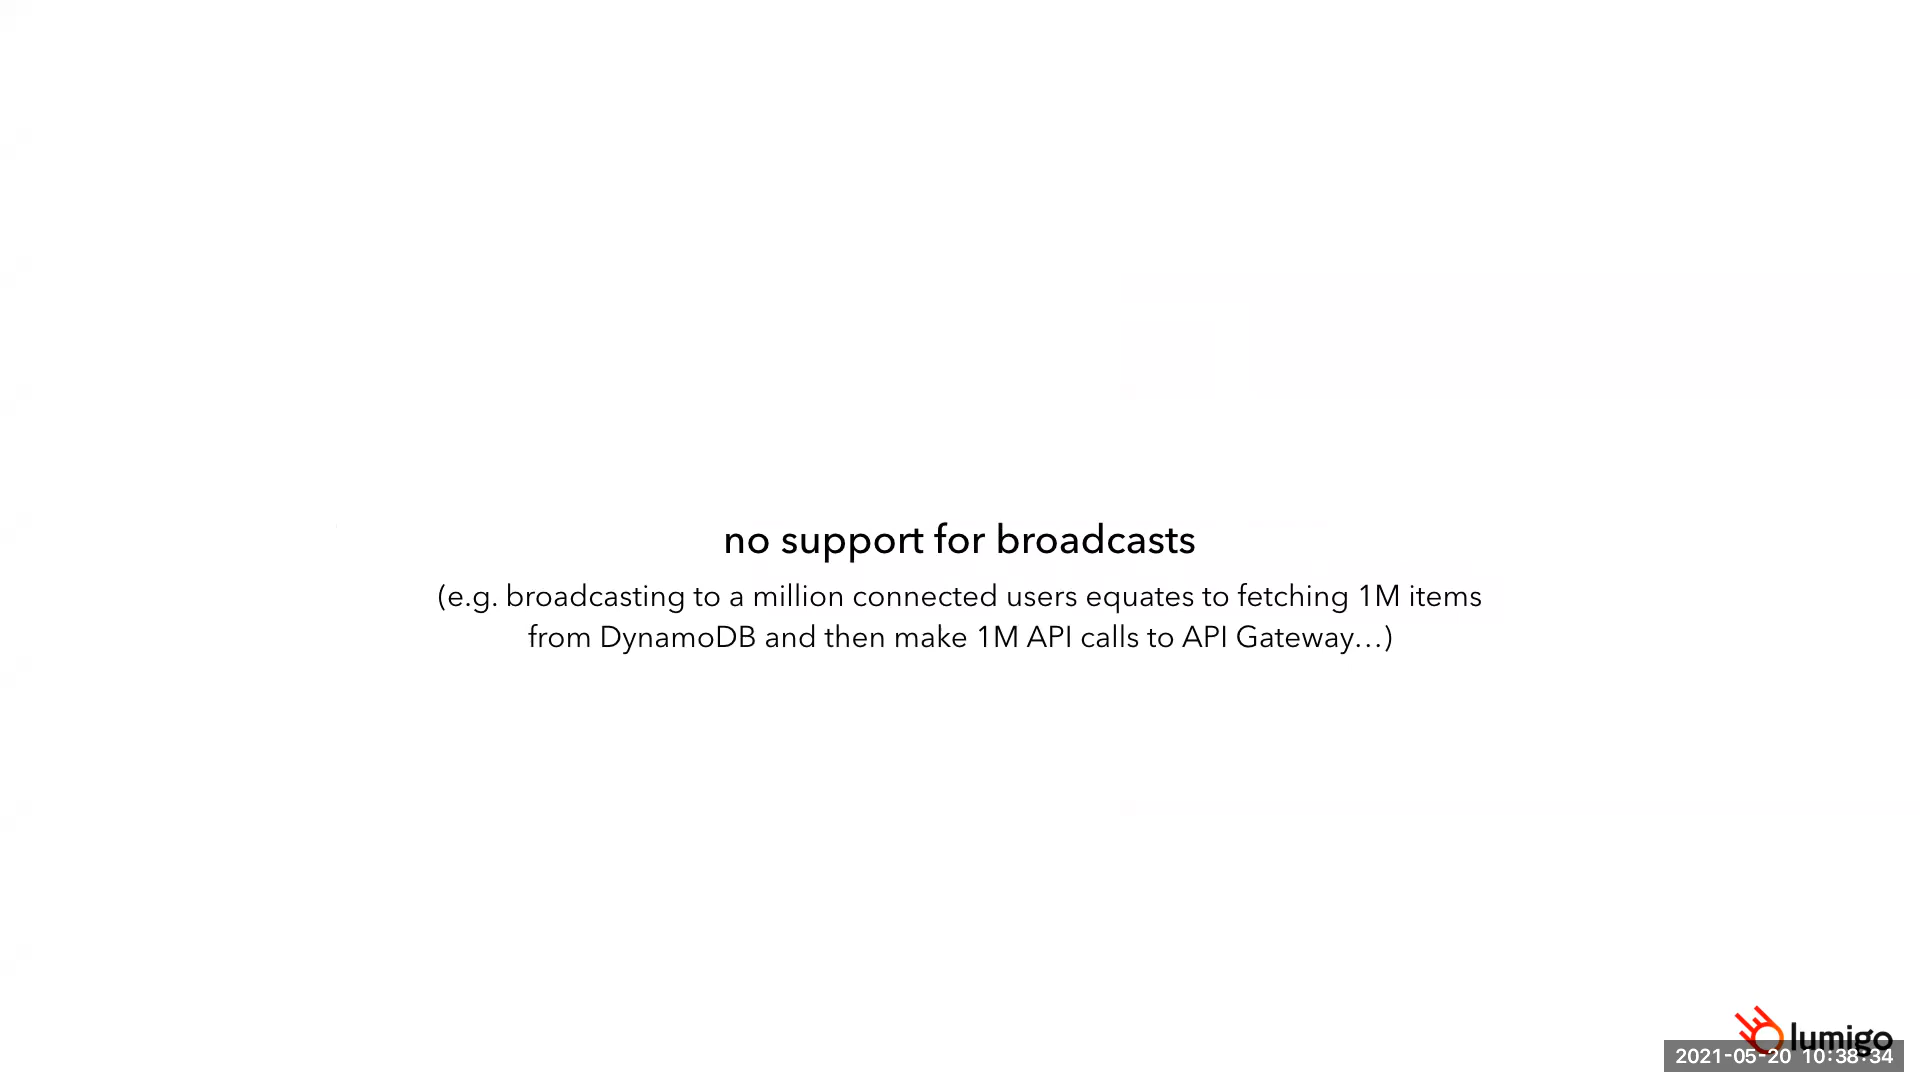 no support for broadcasts
(e.g. broadcasting to a million connected users equates to fetching 1M items
from DynamoDB and then make 1M API calls to API Gateway…)
lumigo
2021-05-20 10:38:34